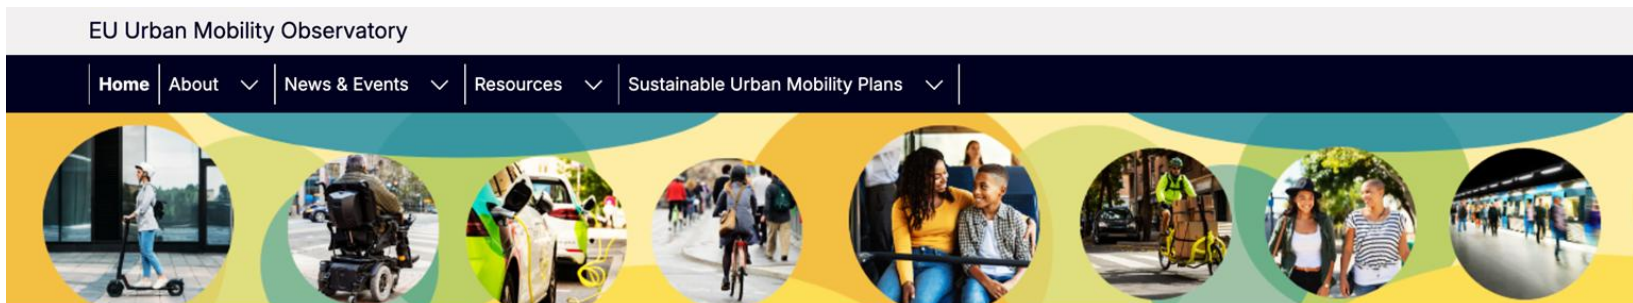 EU Urban Mobility Observatory
Home About News & Events Resources Sustainable Urban Mobility Plans